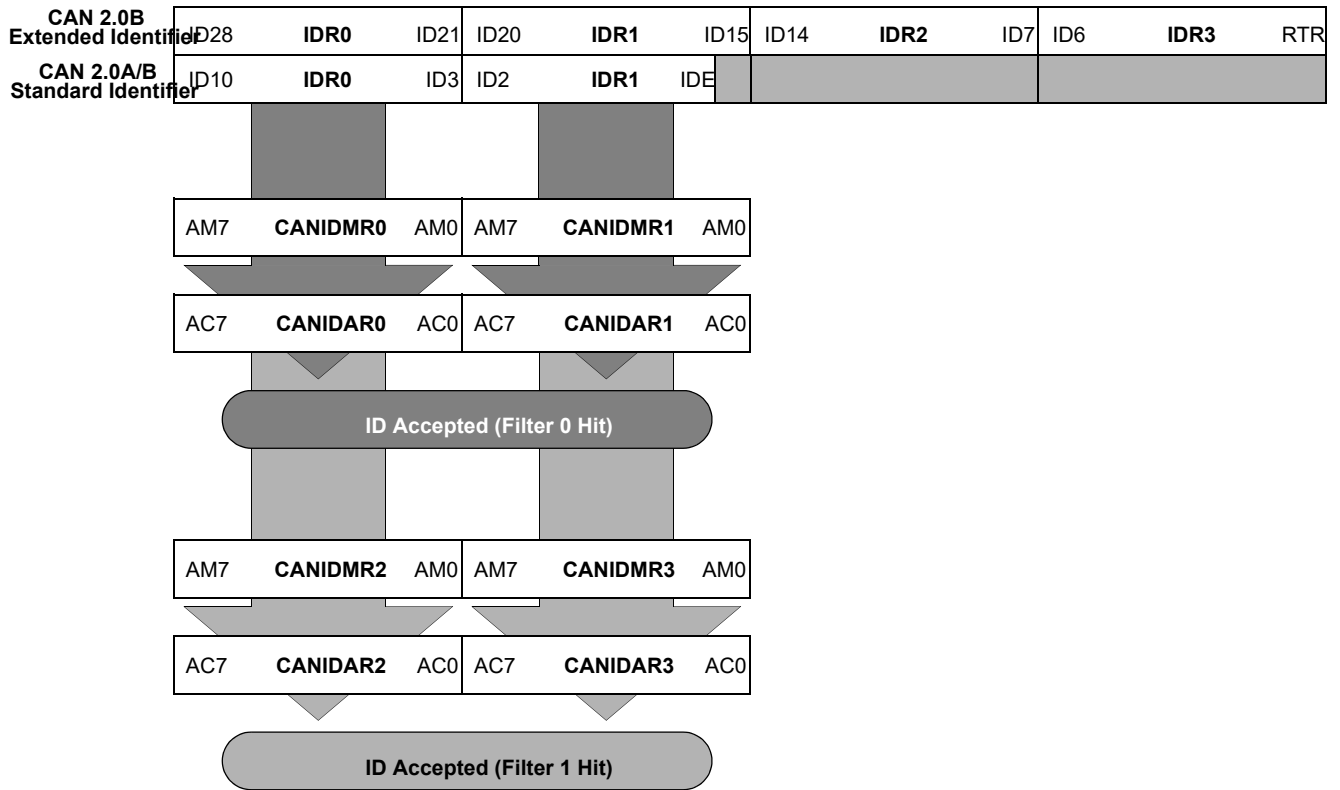 CAN 2.0B
Extended Identifier ID28 IDR0 ID21 ID20 IDR1 ID15 ID14 IDR2 ID7 ID6 IDR3 RTR
CAN 2.0A/B
Standard Identifier ID10 IDR0 ID3 ID2 IDR1 IDE
AM7 CANIDMR0 AM0 AM7 CANIDMR1 AM0
AC7 CANIDAR0 AC0 AC7 CANIDAR1 AC0
ID Accepted (Filter 0 Hit)
AM7 CANIDMR2 AM0 AM7 CANIDMR3 AM0
AC7 CANIDAR2 AC0 AC7 CANIDAR3 AC0
ID Accepted (Filter 1 Hit)